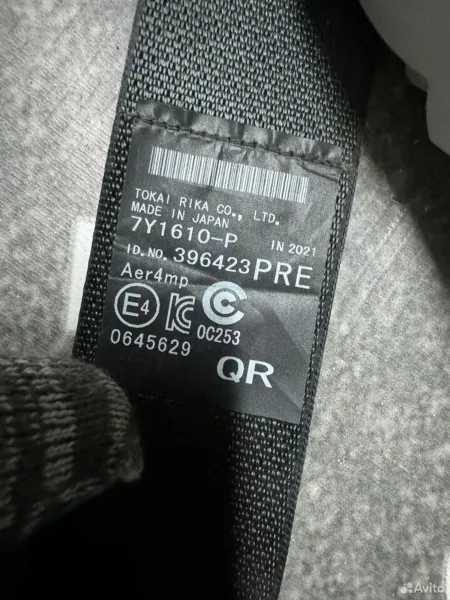 TOKAI RIKA CO., LTD.
MADE IN JAPAN
7Y1610-P IN 2021
ID.NO.396423PRE
Aer4mp
E4 KC C 0C253
0645629
QR
Avito